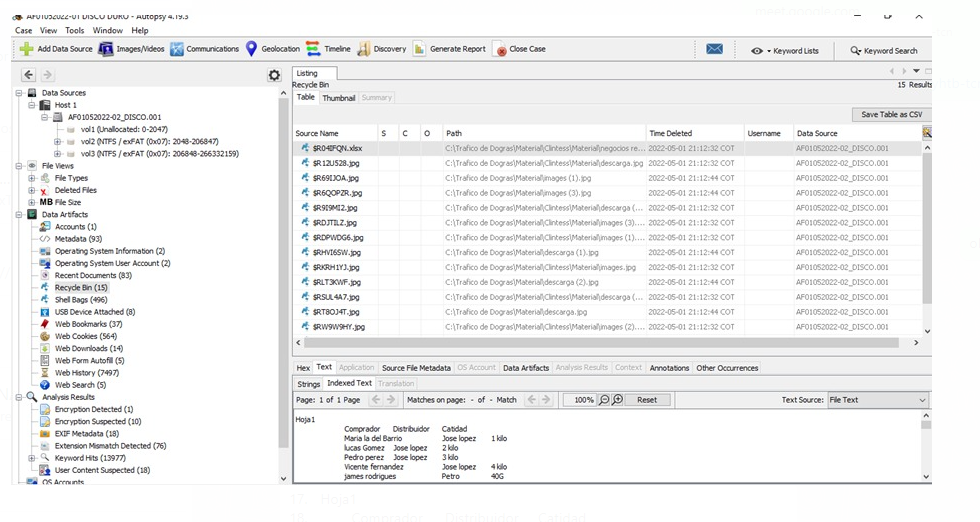 AF01052022-01 DISCO DURO - Autopsy 4.19.3
Case View Tools Window Help
Add Data Source Images/Videos Communications Geolocation Timeline Discovery Generate Report Close Case Keyword Lists Keyword Search
Listing
Recycle Bin 15 Results
Table Thumbnail Summary
Save Table as CSV
Source Name S C O Path Time Deleted Username Data Source
$R04IFQN.xlsx C:\Trafico de Dogras\Material\Clintess\Material\negocios re... 2022-05-01 21:12:32 COT AF01052022-02_DISCO.001
$R12U528.jpg C:\Trafico de Dogras\Material\Clintess\Material\descarga.jpg 2022-05-01 21:12:32 COT AF01052022-02_DISCO.001
$R69IJOA.jpg C:\Trafico de Dogras\Material\images (1).jpg 2022-05-01 21:12:44 COT AF01052022-02_DISCO.001
$R6QOPZR.jpg C:\Trafico de Dogras\Material\images (3).jpg 2022-05-01 21:12:44 COT AF01052022-02_DISCO.001
$R9I9MI2.jpg C:\Trafico de Dogras\Material\Clintess\Material\descarga (... 2022-05-01 21:12:32 COT AF01052022-02_DISCO.001
$RDJTILZ.jpg C:\Trafico de Dogras\Material\Clintess\Material\images (3).... 2022-05-01 21:12:32 COT AF01052022-02_DISCO.001
$RDPWDG6.jpg C:\Trafico de Dogras\Material\Clintess\Material\images (1).... 2022-05-01 21:12:32 COT AF01052022-02_DISCO.001
$RHVI6SW.jpg C:\Trafico de Dogras\Material\descarga (1).jpg 2022-05-01 21:12:44 COT AF01052022-02_DISCO.001
$RKRH1YJ.jpg C:\Trafico de Dogras\Material\Clintess\Material\images.jpg 2022-05-01 21:12:32 COT AF01052022-02_DISCO.001
$RLT3KWF.jpg C:\Trafico de Dogras\Material\descarga (2).jpg 2022-05-01 21:12:44 COT AF01052022-02_DISCO.001
$RSUL4A7.jpg C:\Trafico de Dogras\Material\Clintess\Material\descarga (... 2022-05-01 21:12:32 COT AF01052022-02_DISCO.001
$RT8OJ4T.jpg C:\Trafico de Dogras\Material\descarga.jpg 2022-05-01 21:12:44 COT AF01052022-02_DISCO.001
$RW9W9HY.jpg C:\Trafico de Dogras\Material\Clintess\Material\images (2).... 2022-05-01 21:12:32 COT AF01052022-02_DISCO.001
Data Sources
Host 1
AF01052022-02_DISCO.001
vol1 (Unallocated: 0-2047)
vol2 (NTFS / exFAT (0x07): 2048-206847)
vol3 (NTFS / exFAT (0x07): 206848-266332159)
File Views
File Types
Deleted Files
MB File Size
Data Artifacts
Accounts (1)
Metadata (93)
Operating System Information (2)
Operating System User Account (2)
Recent Documents (83)
Recycle Bin (15)
Shell Bags (496)
USB Device Attached (8)
Web Bookmarks (37)
Web Cookies (564)
Web Downloads (14)
Web Form Autofill (5)
Web History (7497)
Web Search (5)
Analysis Results
Encryption Detected (1)
Encryption Suspected (10)
EXIF Metadata (18)
Extension Mismatch Detected (76)
Keyword Hits (13977)
User Content Suspected (18)
OS Accounts
Hex Text Application Source File Metadata OS Account Data Artifacts Analysis Results Context Annotations Other Occurrences
Strings Indexed Text Translation
Page: 1 of 1 Page Matches on page: - of - Match 100% Reset Text Source: File Text
Hoja1
Comprador Distribuidor Catidad
Maria la del Barrio Jose lopez 1 kilo
lucas Gomez Jose lopez 2 kilo
Pedro perez Jose lopez 3 kilo
Vicente fernandez Jose lopez 4 kilo
james rodrigues Petro 40G
17 Hoja1
18 Comprador Distribuidor Catidad